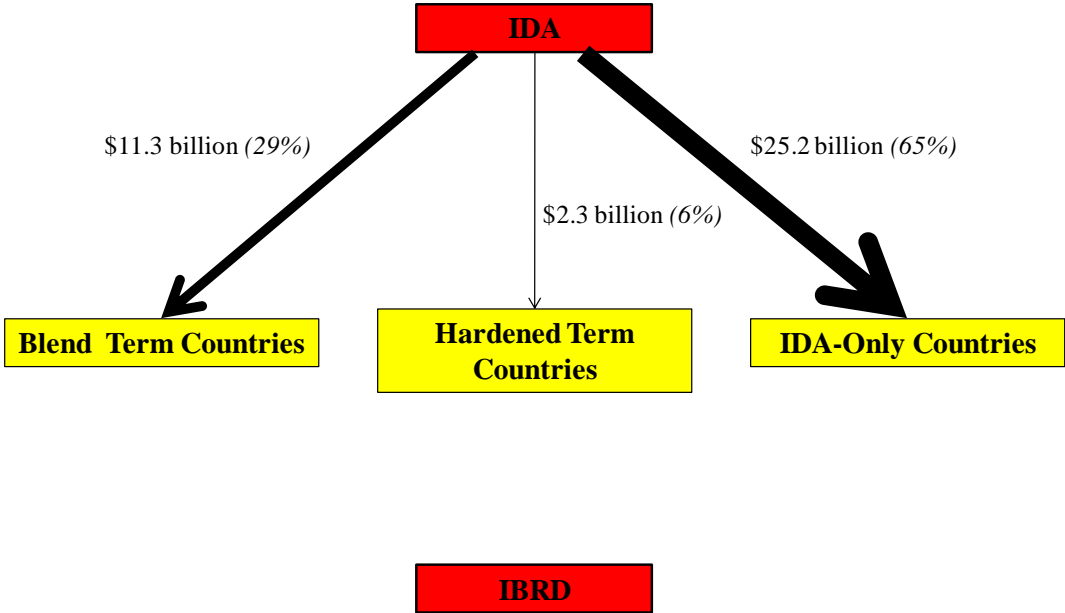 IDA
$11.3 billion (29%)
$25.2 billion (65%)
$2.3 billion (6%)
Blend  Term Countries
Hardened Term
Countries
IDA-Only Countries
IBRD